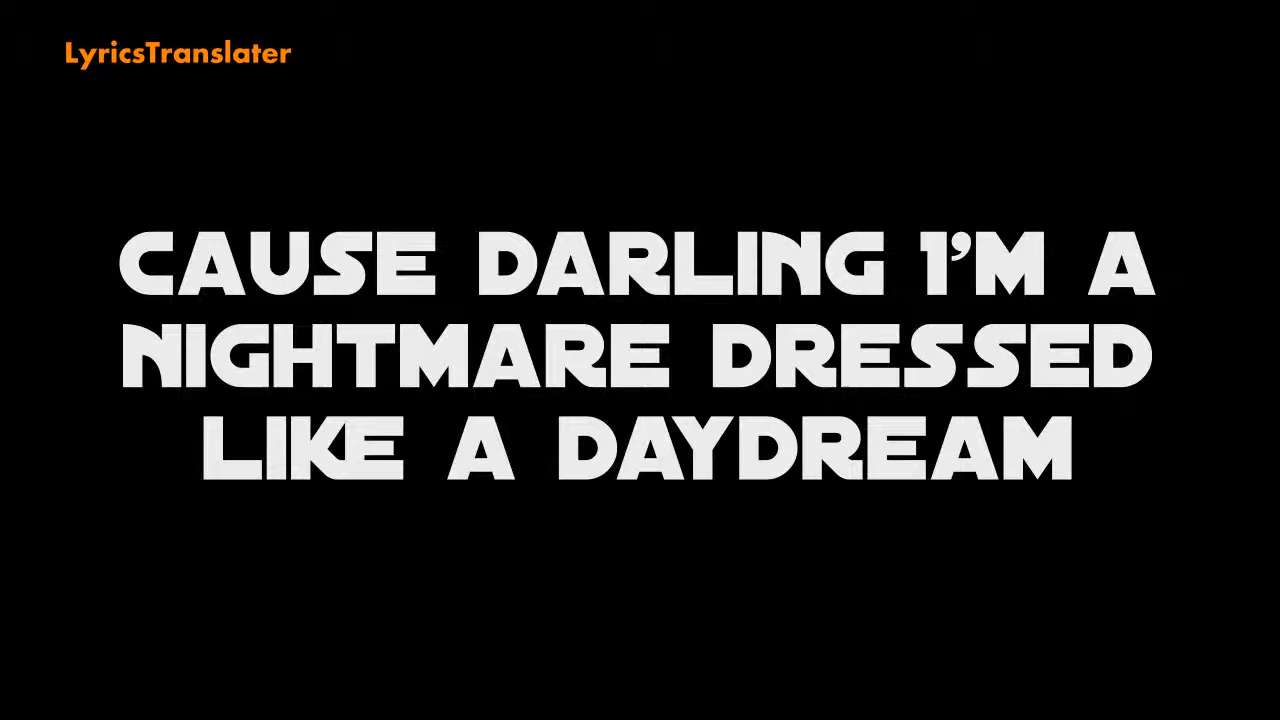 LyricsTranslater
CAUSE DARLING I'M A
NIGHTMARE DRESSED
LIKE A DAYDREAM